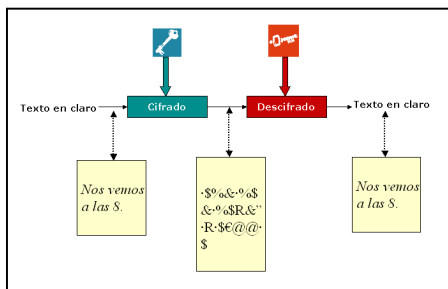 Texto en claro
Cifrado
Descifrado
Texto en claro
Nos vemos
a las 8.
·$%&·%$
&·%$R&"
·R·$€@@·
$
Nos vemos
a las 8.